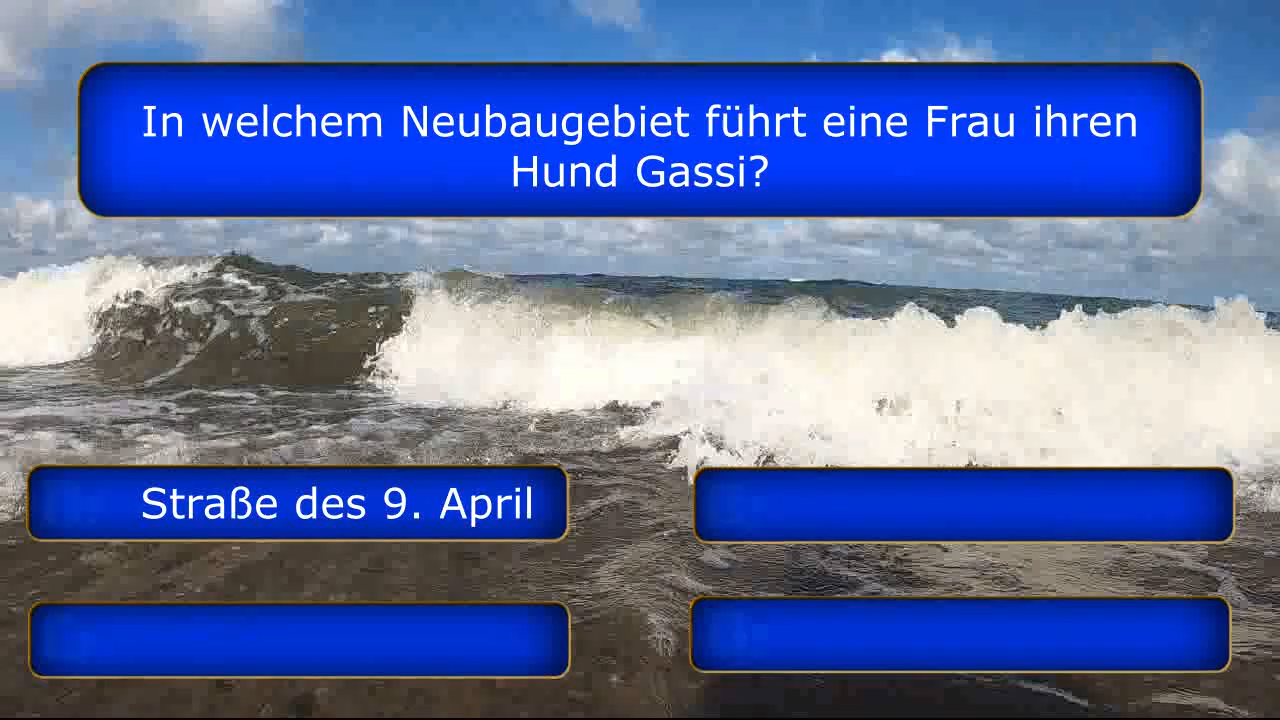 In welchem Neubaugebiet führt eine Frau ihren
Hund Gassi?
Straße des 9. April